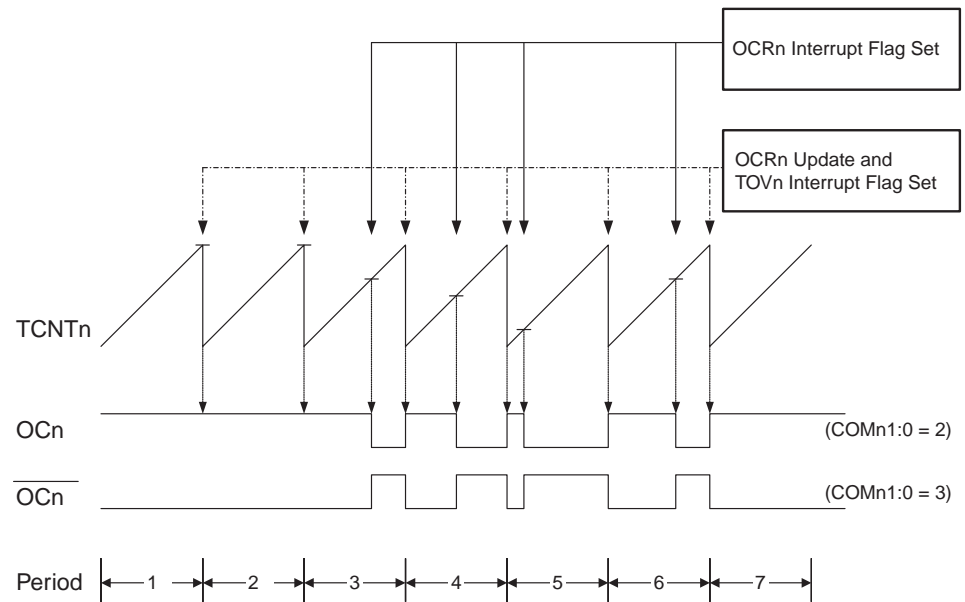 OCRn Interrupt Flag Set
OCRn Update and
TOVn Interrupt Flag Set
TCNTn
OCn
(COMn1:0 = 2)
OCn
(COMn1:0 = 3)
Period
1
2
3
4
5
6
7